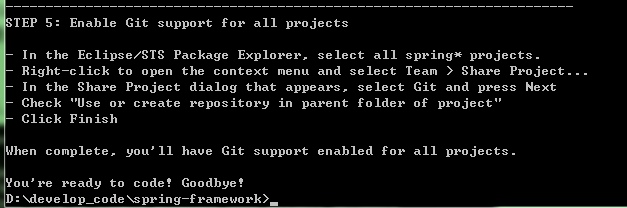 -----------------------------------------------------------------------
STEP 5: Enable Git support for all projects
- In the Eclipse/STS Package Explorer, select all spring* projects.
- Right-click to open the context menu and select Team > Share Project...
- In the Share Project dialog that appears, select Git and press Next
- Check "Use or create repository in parent folder of project"
- Click Finish
When complete, you'll have Git support enabled for all projects.
You're ready to code! Goodbye!
D:\develop_code\spring-framework>_